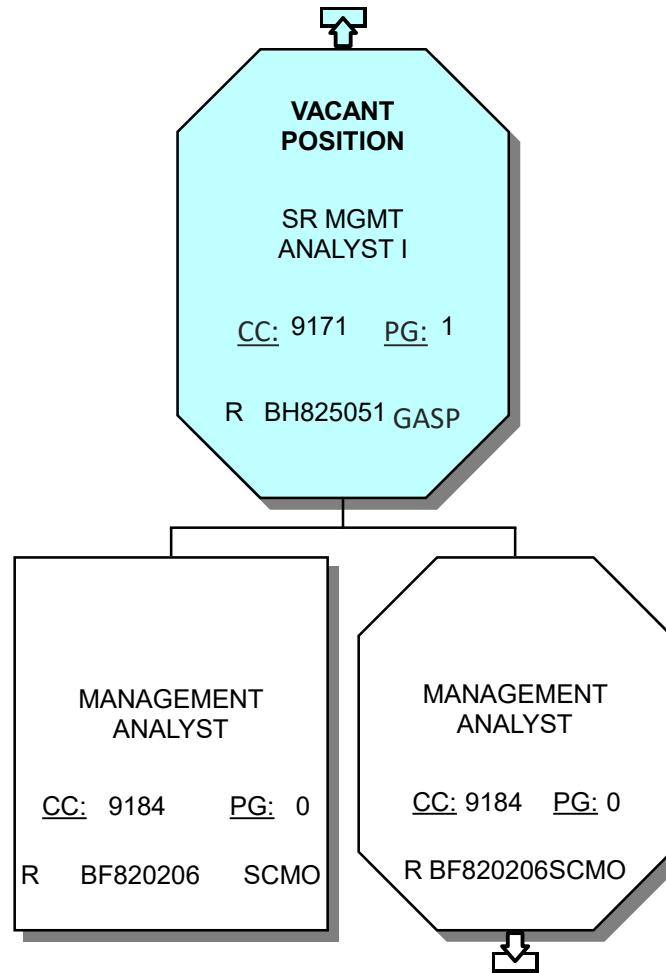 VACANT
POSITION
SR MGMT
ANALYST I
CC: 9171 PG: 1
R BH825051 GASP
MANAGEMENT
ANALYST
CC: 9184 PG: 0
R BF820206 SCMO
MANAGEMENT
ANALYST
CC: 9184 PG: 0
R BF820206SCMO